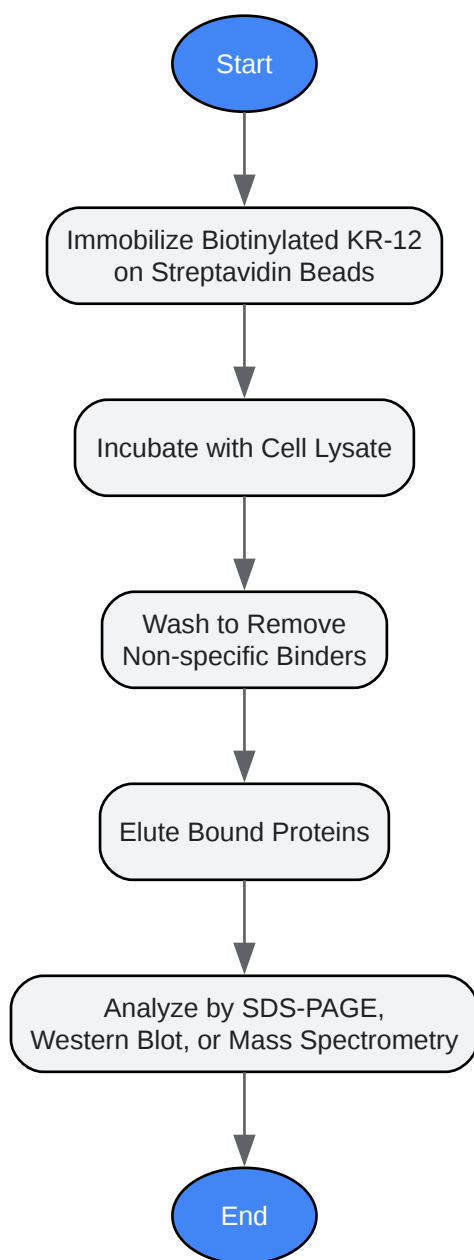 Start
Immobilize Biotinylated KR-12
on Streptavidin Beads
Incubate with Cell Lysate
Wash to Remove
Non-specific Binders
Elute Bound Proteins
Analyze by SDS-PAGE,
Western Blot, or Mass Spectrometry
End